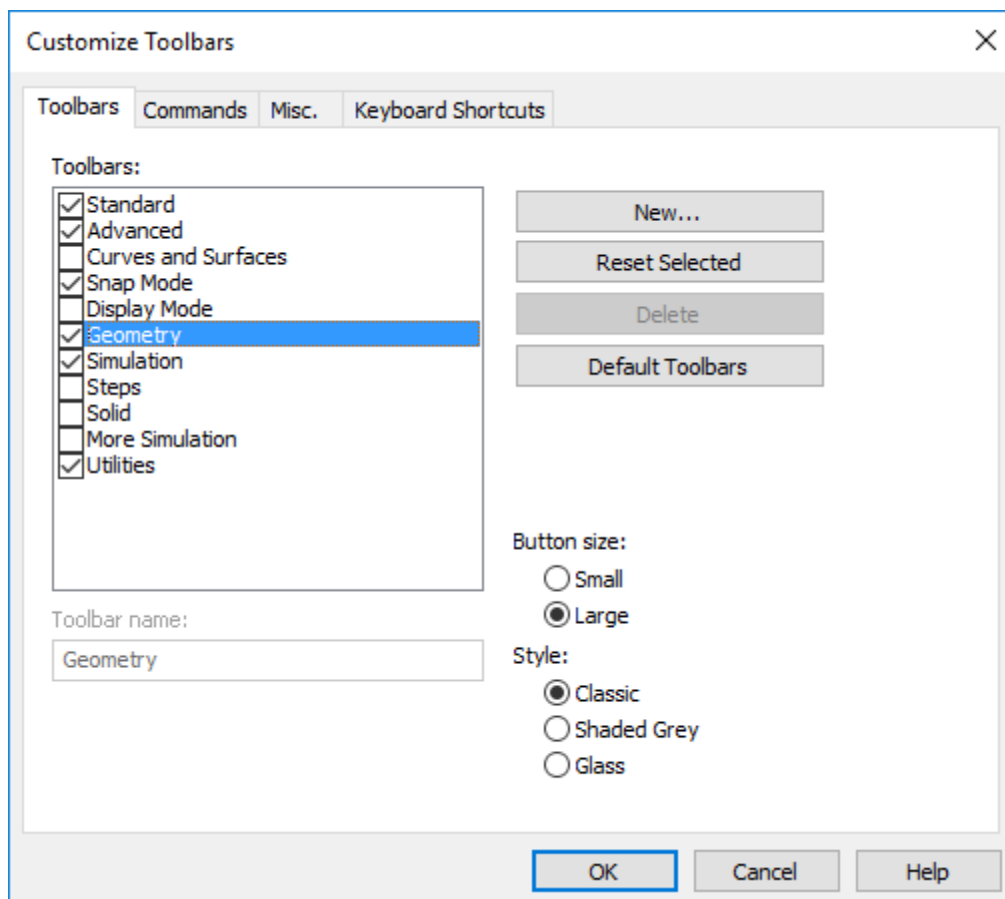 Customize Toolbars
Toolbars
Commands
Misc.
Keyboard Shortcuts
Toolbars:
Standard
Advanced
Curves and Surfaces
Snap Mode
Display Mode
Geometry
Simulation
Steps
Solid
More Simulation
Utilities
New...
Reset Selected
Delete
Default Toolbars
Toolbar name:
Geometry
Button size:
Small
Large
Style:
Classic
Shaded Grey
Glass
OK
Cancel
Help